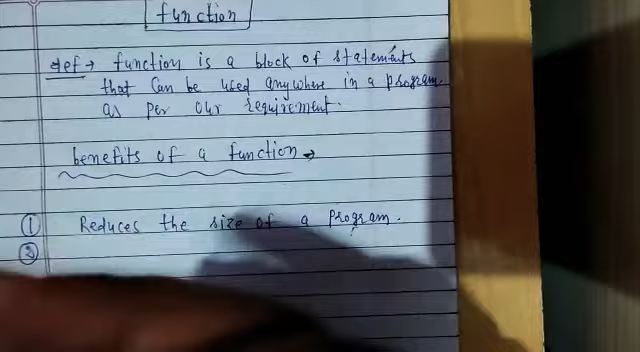 function
def → function is a block of statements
that can be used anywhere in a program
as per our requirement.
benefits of a function →
① Reduces the size of a program.
②